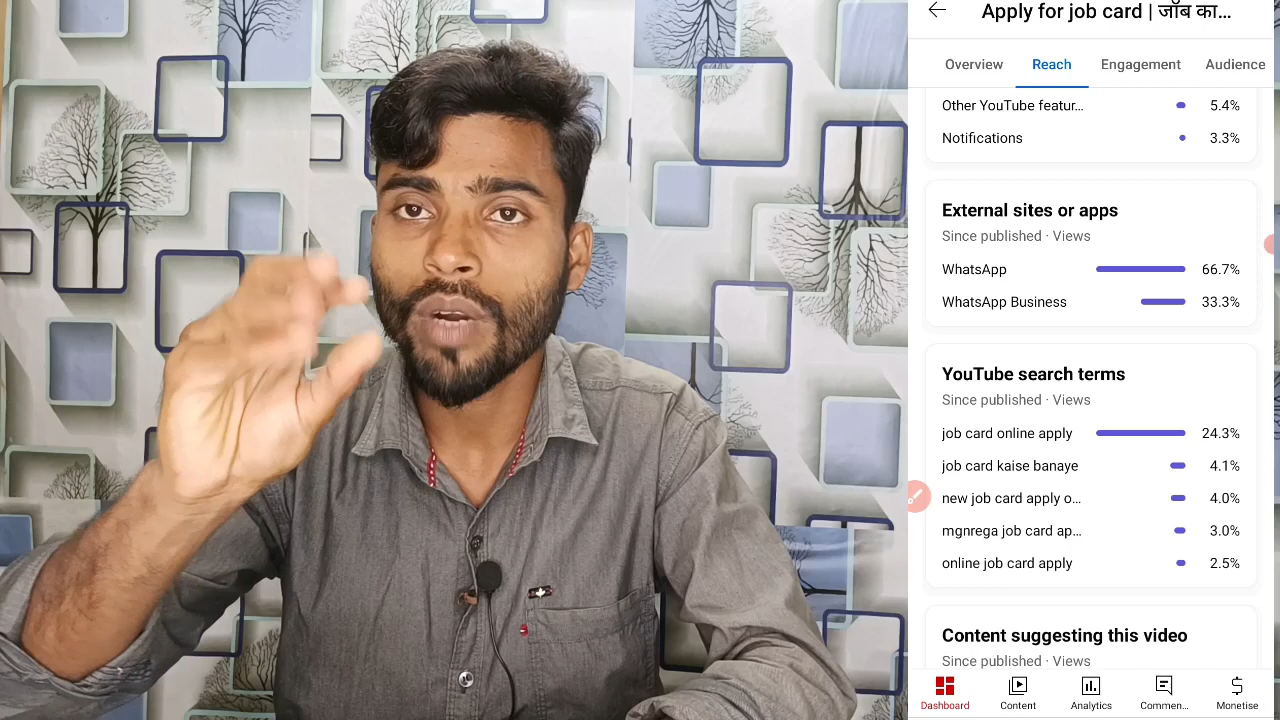 Apply for job card | जॉब का...
Overview Reach Engagement Audience
Other YouTube featur... 5.4%
Notifications 3.3%
External sites or apps
Since published · Views
WhatsApp 66.7%
WhatsApp Business 33.3%
YouTube search terms
Since published · Views
job card online apply 24.3%
job card kaise banaye 4.1%
new job card apply o... 4.0%
mgnrega job card ap... 3.0%
online job card apply 2.5%
Content suggesting this video
Since published · Views
Dashboard Content Analytics Commen... Monetise